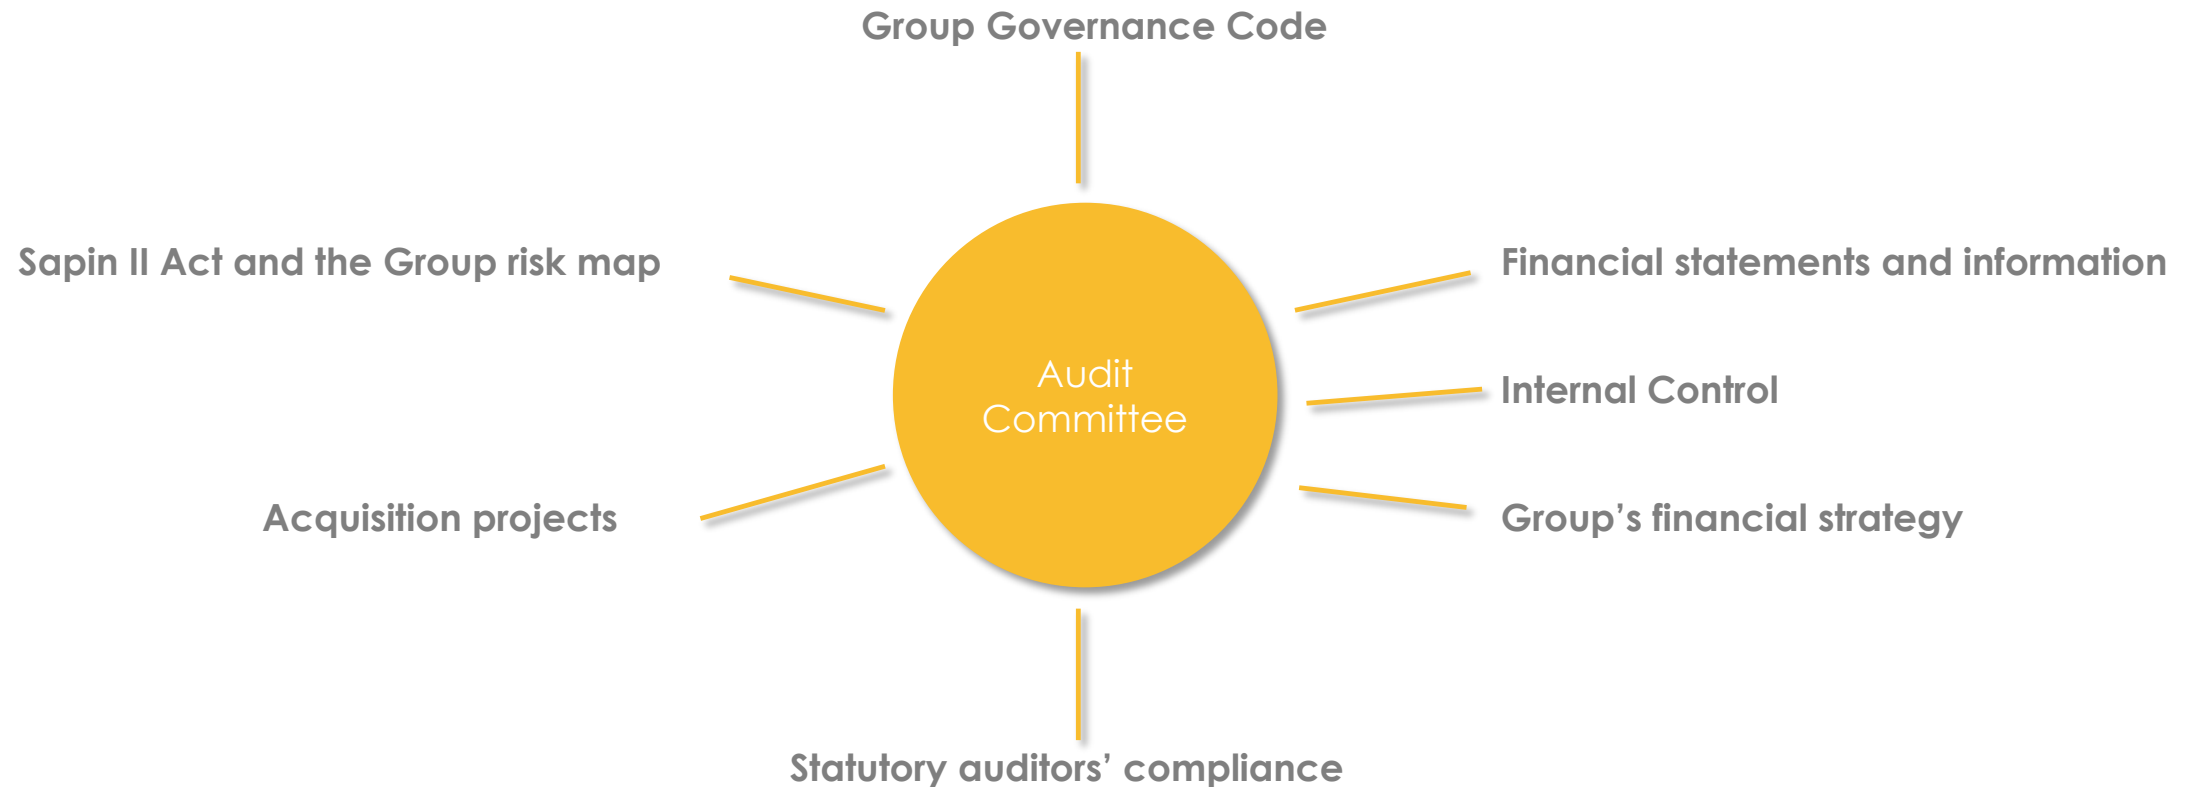 Group Governance Code
Sapin II Act and the Group risk map
Financial statements and information
Audit
Committee
Internal Control
Acquisition projects
Group’s financial strategy
Statutory auditors’ compliance